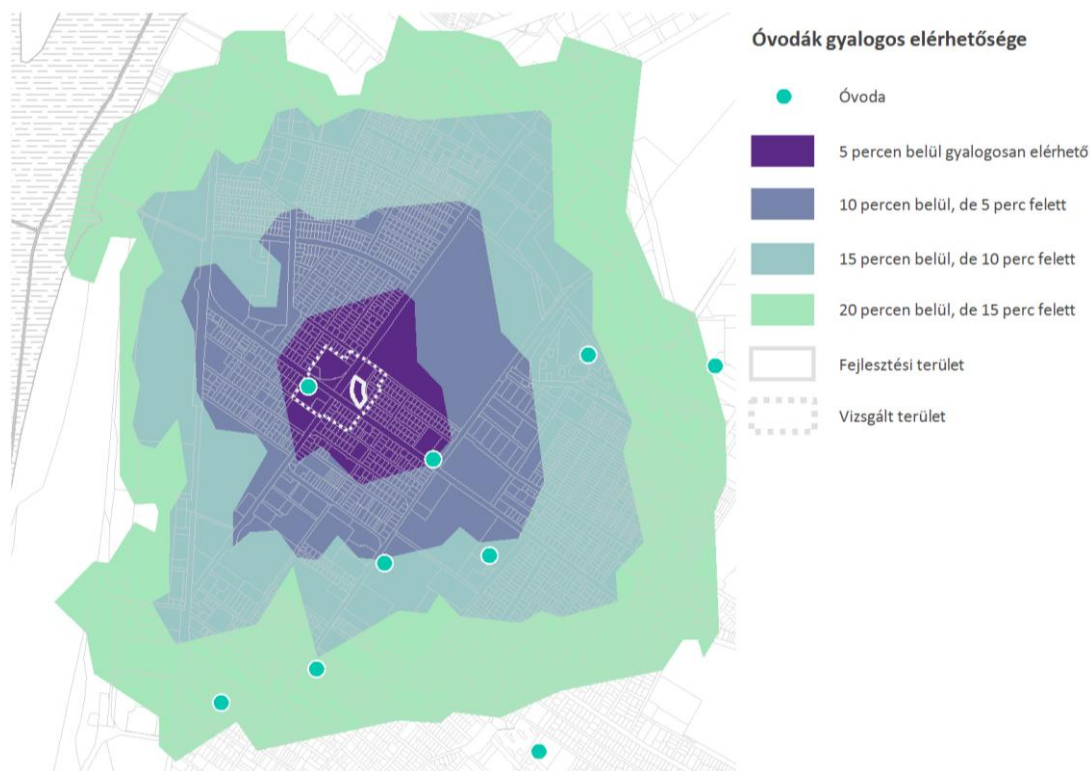 Óvodák gyalogos elérhetősége
Óvoda
5 percen belül gyalogosan elérhető
10 percen belül, de 5 perc felett
15 percen belül, de 10 perc felett
20 percen belül, de 15 perc felett
Fejlesztési terület
Vizsgált terület